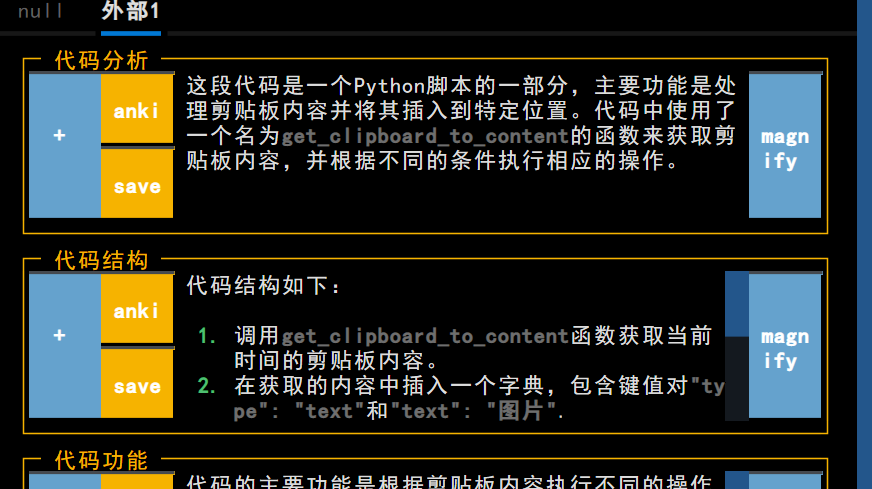 null 外部1
代码分析
+
anki
save
这段代码是一个Python脚本的一部分，主要功能是处
理剪贴板内容并将其插入到特定位置。代码中使用了
一个名为get_clipboard_to_content的函数来获取剪
贴板内容，并根据不同的条件执行相应的操作。
magn
ify
代码结构
+
anki
save
代码结构如下：
1. 调用get_clipboard_to_content函数获取当前
时间的剪贴板内容。
2. 在获取的内容中插入一个字典，包含键值对"ty
pe": "text"和"text": "图片".
magn
ify
代码功能
代码的主要功能是根据剪贴板内容执行不同的操作